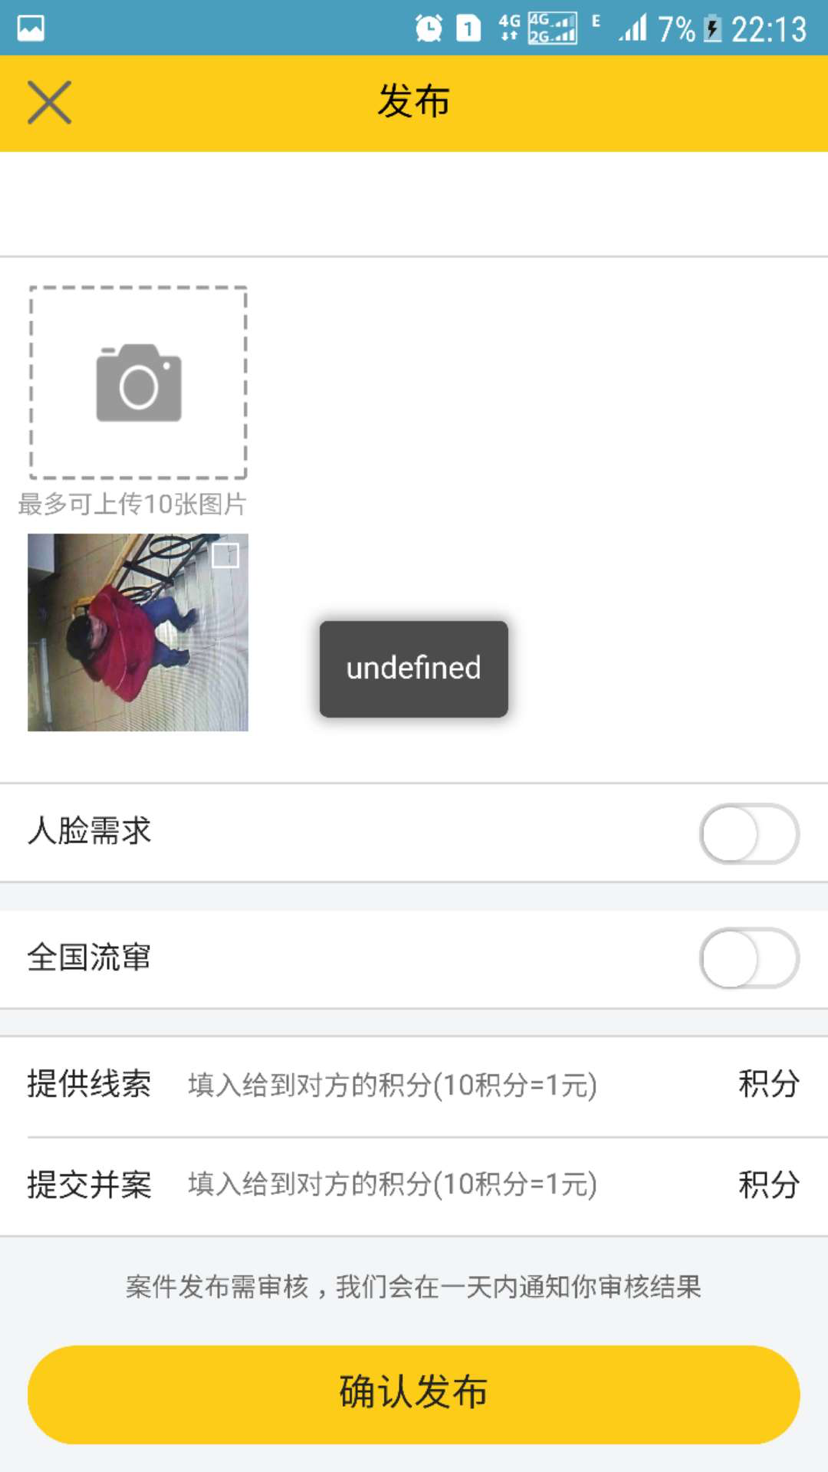 1 4G 4G 2G E 7% 22:13
发布
最多可上传10张图片
undefined
人脸需求
全国流窜
提供线索 填入给到对方的积分(10积分=1元) 积分
提交并案 填入给到对方的积分(10积分=1元) 积分
案件发布需审核，我们会在一天内通知你审核结果
确认发布